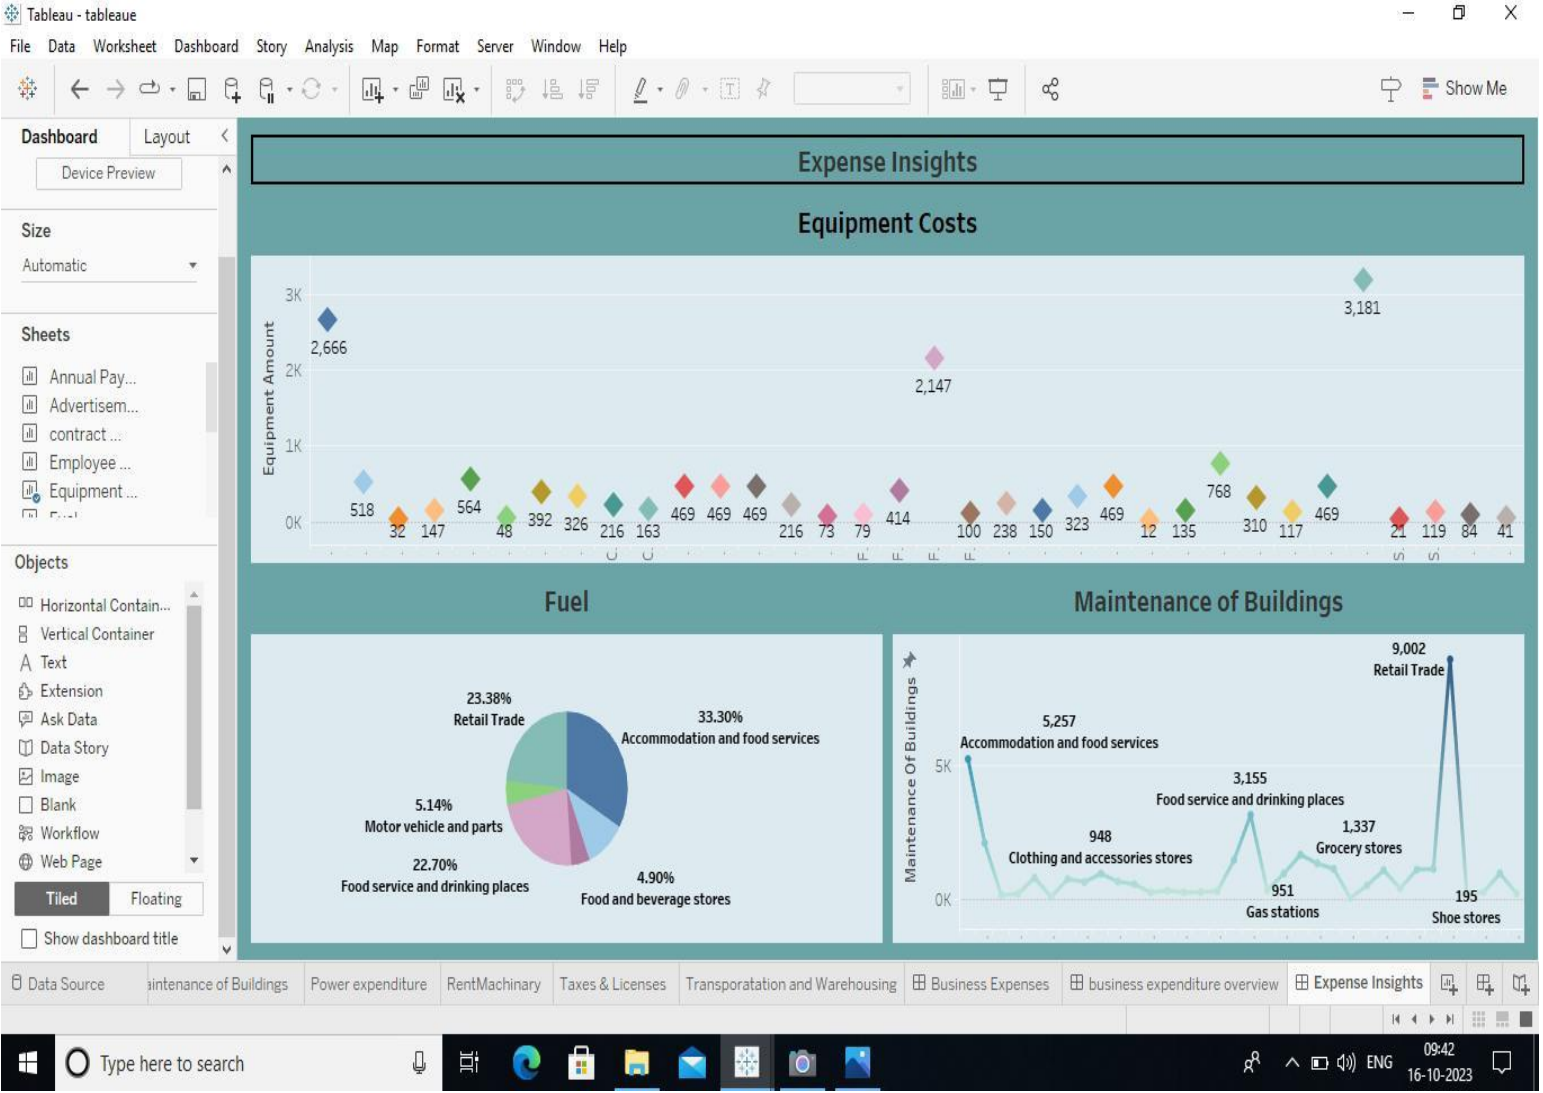 Tableau - tableaue
File Data Worksheet Dashboard Story Analysis Map Format Server Window Help
Show Me
Dashboard Layout
Device Preview
Size
Automatic
Sheets
Annual Pay...
Advertisem...
contract ...
Employee ...
Equipment ...
Objects
Horizontal Contain...
Vertical Container
Text
Extension
Ask Data
Data Story
Image
Blank
Workflow
Web Page
Tiled Floating
Show dashboard title
Expense Insights
Equipment Costs
Equipment Amount
3K
2K
1K
0K
2,666
518
32
147
564
48
392
326
216
163
469
469
469
216
73
79
414
2,147
100
238
150
323
469
12
135
768
310
117
469
3,181
21
119
84
41
C.
C.
F.
F.
F.
F.
S.
S.
Fuel
23.38%
Retail Trade
33.30%
Accommodation and food services
5.14%
Motor vehicle and parts
22.70%
Food service and drinking places
4.90%
Food and beverage stores
Maintenance of Buildings
Maintenance Of Buildings
5K
0K
9,002
Retail Trade
5,257
Accommodation and food services
3,155
Food service and drinking places
948
Clothing and accessories stores
1,337
Grocery stores
951
Gas stations
195
Shoe stores
Data Source intenance of Buildings Power expenditure RentMachinary Taxes & Licenses Transporatation and Warehousing Business Expenses business expenditure overview Expense Insights
Type here to search
ENG
09:42
16-10-2023